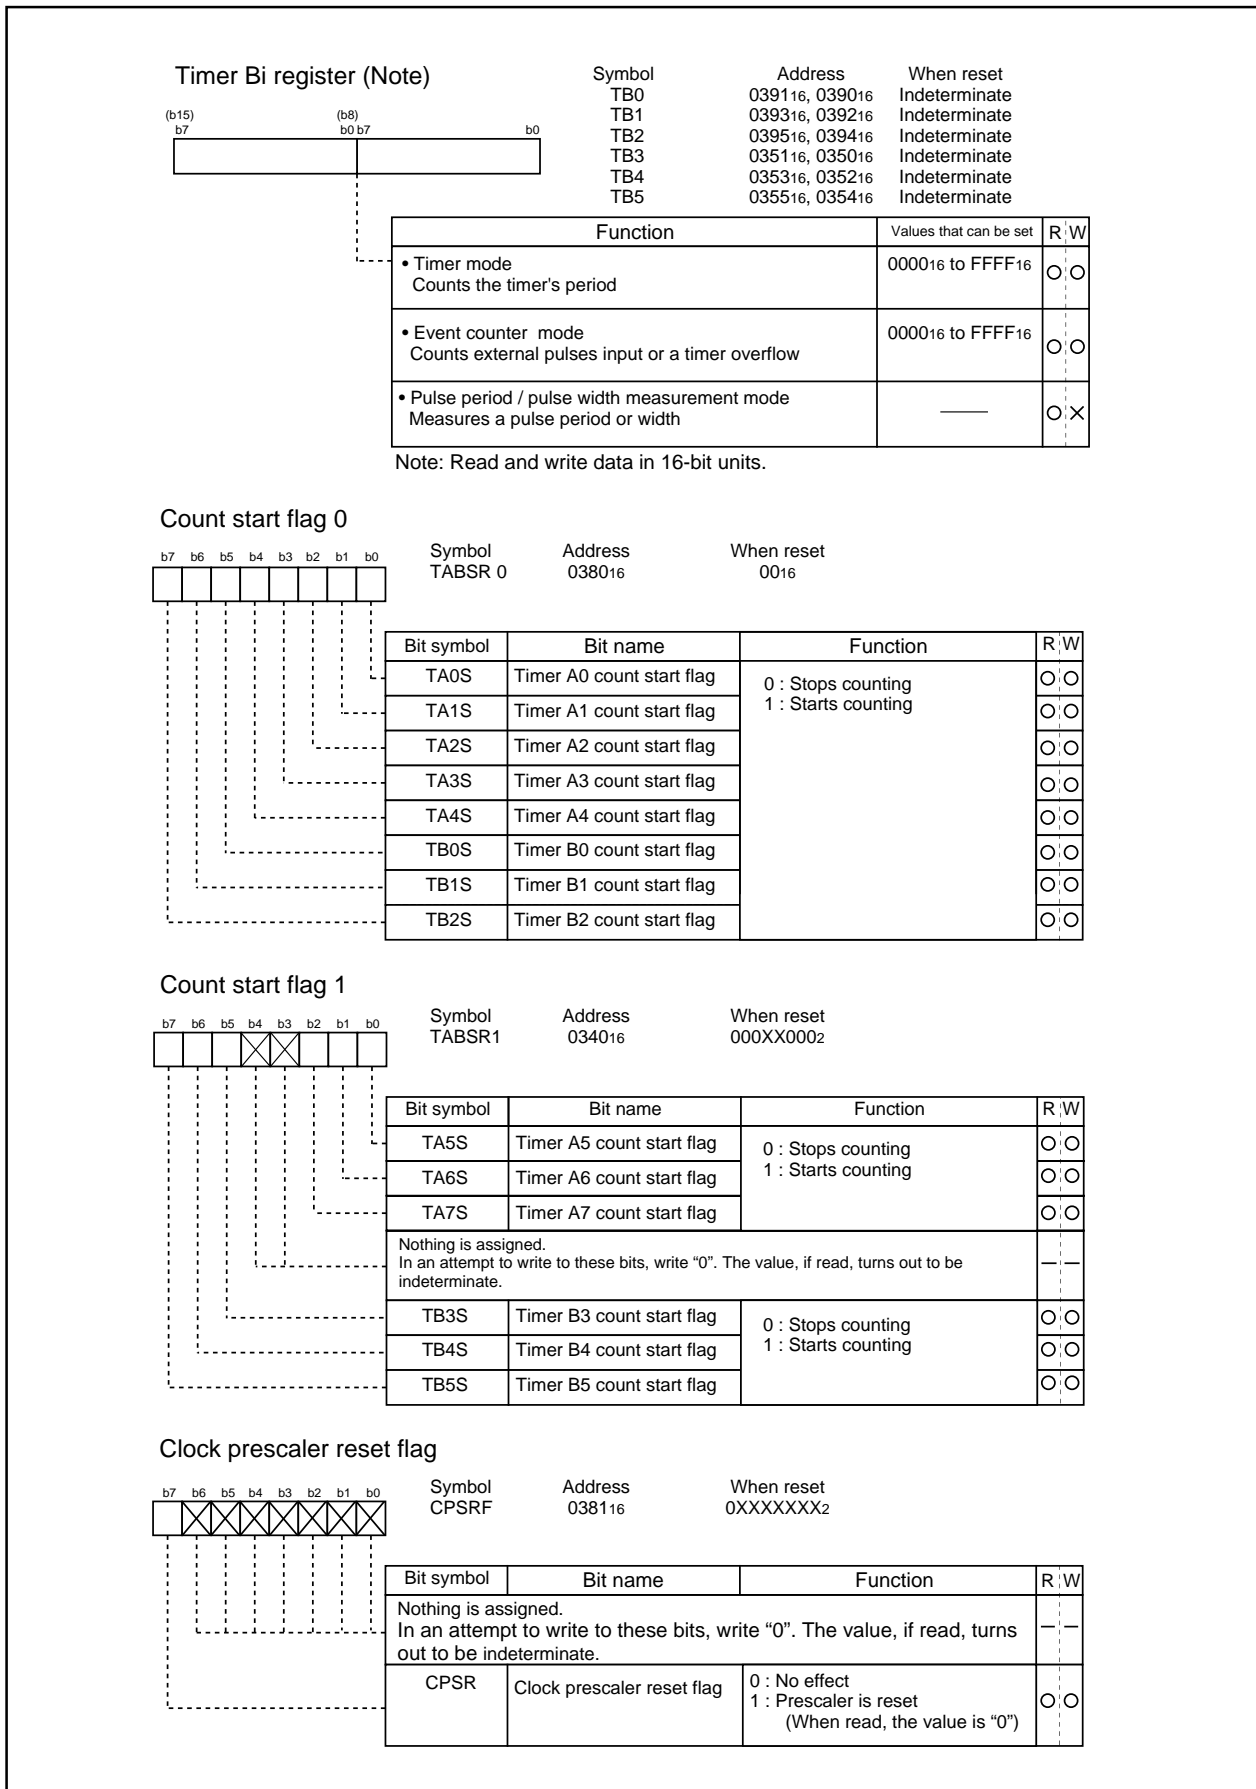 Timer Bi register (Note)
Symbol Address When reset
TB0 039116, 039016 Indeterminate
TB1 039316, 039216 Indeterminate
TB2 039516, 039416 Indeterminate
TB3 035116, 035016 Indeterminate
TB4 035316, 035216 Indeterminate
TB5 035516, 035416 Indeterminate
(b15) (b8)
b7 b0 b7 b0
Function Values that can be set R W
• Timer mode 000016 to FFFF16
Counts the timer's period
• Event counter mode 000016 to FFFF16
Counts external pulses input or a timer overflow
• Pulse period / pulse width measurement mode
Measures a pulse period or width
Note: Read and write data in 16-bit units.
Count start flag 0
Symbol Address When reset
TABSR 0 038016 0016
b7 b6 b5 b4 b3 b2 b1 b0
Bit symbol Bit name Function R W
TA0S Timer A0 count start flag 0 : Stops counting
TA1S Timer A1 count start flag 1 : Starts counting
TA2S Timer A2 count start flag
TA3S Timer A3 count start flag
TA4S Timer A4 count start flag
TB0S Timer B0 count start flag
TB1S Timer B1 count start flag
TB2S Timer B2 count start flag
Count start flag 1
Symbol Address When reset
TABSR1 034016 000XX0002
b7 b6 b5 b4 b3 b2 b1 b0
Bit symbol Bit name Function R W
TA5S Timer A5 count start flag 0 : Stops counting
TA6S Timer A6 count start flag 1 : Starts counting
TA7S Timer A7 count start flag
Nothing is assigned.
In an attempt to write to these bits, write “0”. The value, if read, turns out to be
indeterminate.
TB3S Timer B3 count start flag 0 : Stops counting
TB4S Timer B4 count start flag 1 : Starts counting
TB5S Timer B5 count start flag
Clock prescaler reset flag
Symbol Address When reset
CPSRF 038116 0XXXXXXX2
b7 b6 b5 b4 b3 b2 b1 b0
Bit symbol Bit name Function R W
Nothing is assigned.
In an attempt to write to these bits, write “0”. The value, if read, turns
out to be indeterminate.
CPSR Clock prescaler reset flag 0 : No effect
1 : Prescaler is reset
(When read, the value is “0”)